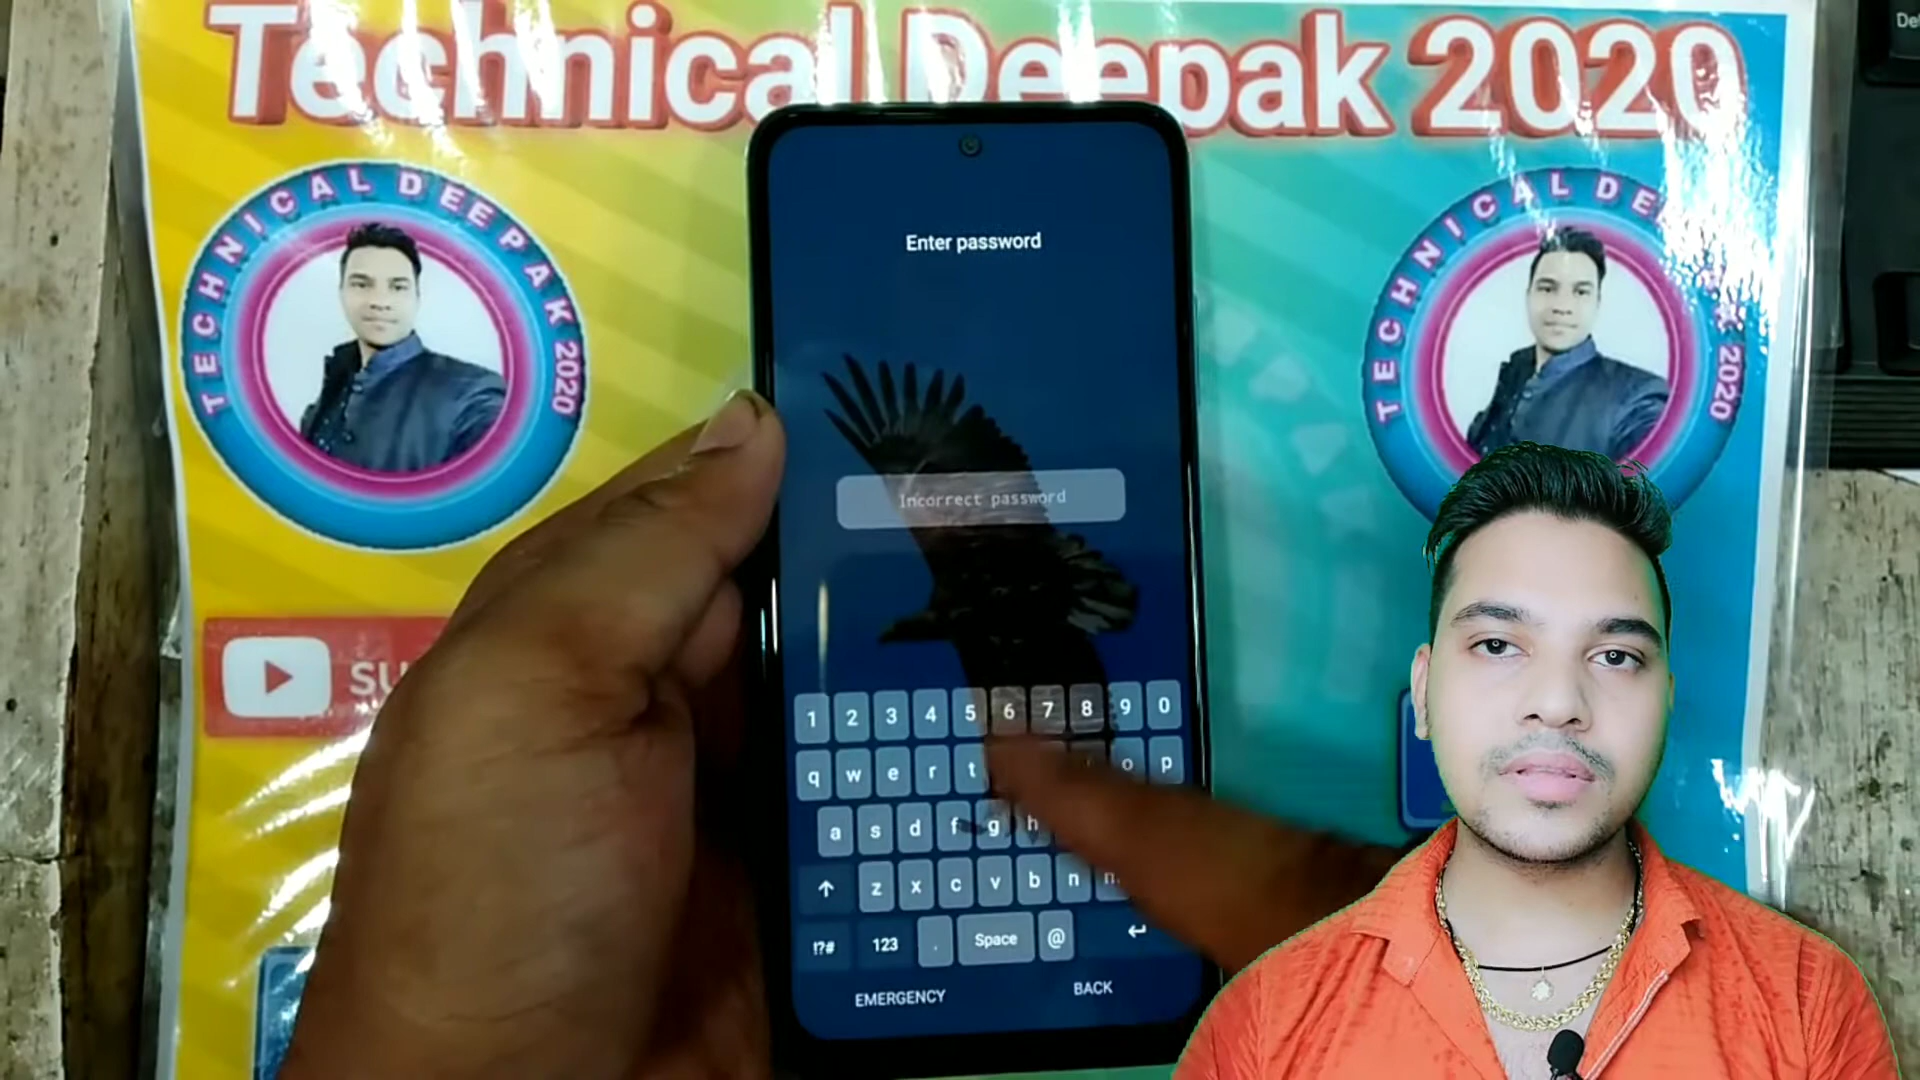 Technical Deepak 2020
TECHNICAL DEEPAK 2020
TECHNICAL DEEPAK 2020
Enter password
Incorrect password
SU
1 2 3 4 5 6 7 8 9 0
q w e r t o p
a s d f g h
z x c v b n
!?# 123 . Space @
EMERGENCY BACK